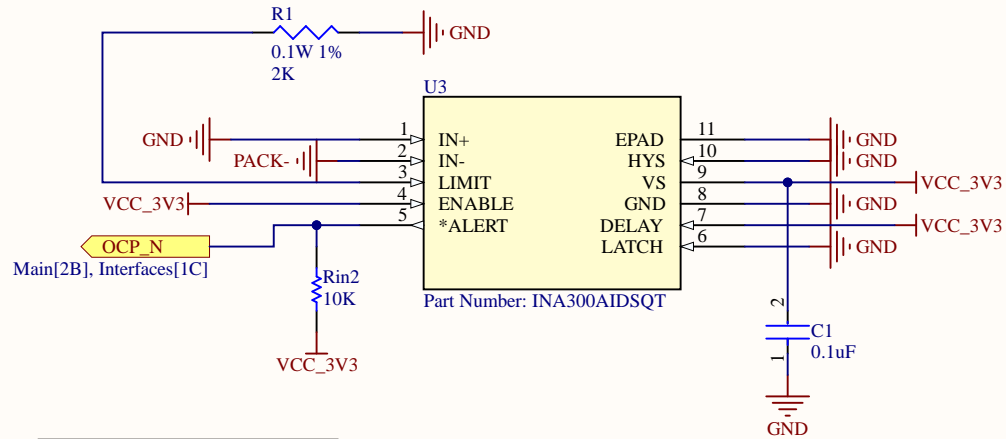 R1
0.1W 1%
2K
GND
U3
GND
PACK-
VCC_3V3
1
2
3
4
5
IN+
IN-
LIMIT
ENABLE
*ALERT
EPAD
HYS
VS
GND
DELAY
LATCH
11
10
9
8
7
6
GND
GND
VCC_3V3
GND
VCC_3V3
GND
OCP_N
Main[2B], Interfaces[1C]
Rin2
10K
VCC_3V3
Part Number: INA300AIDSQT
2
C1
0.1uF
1
GND